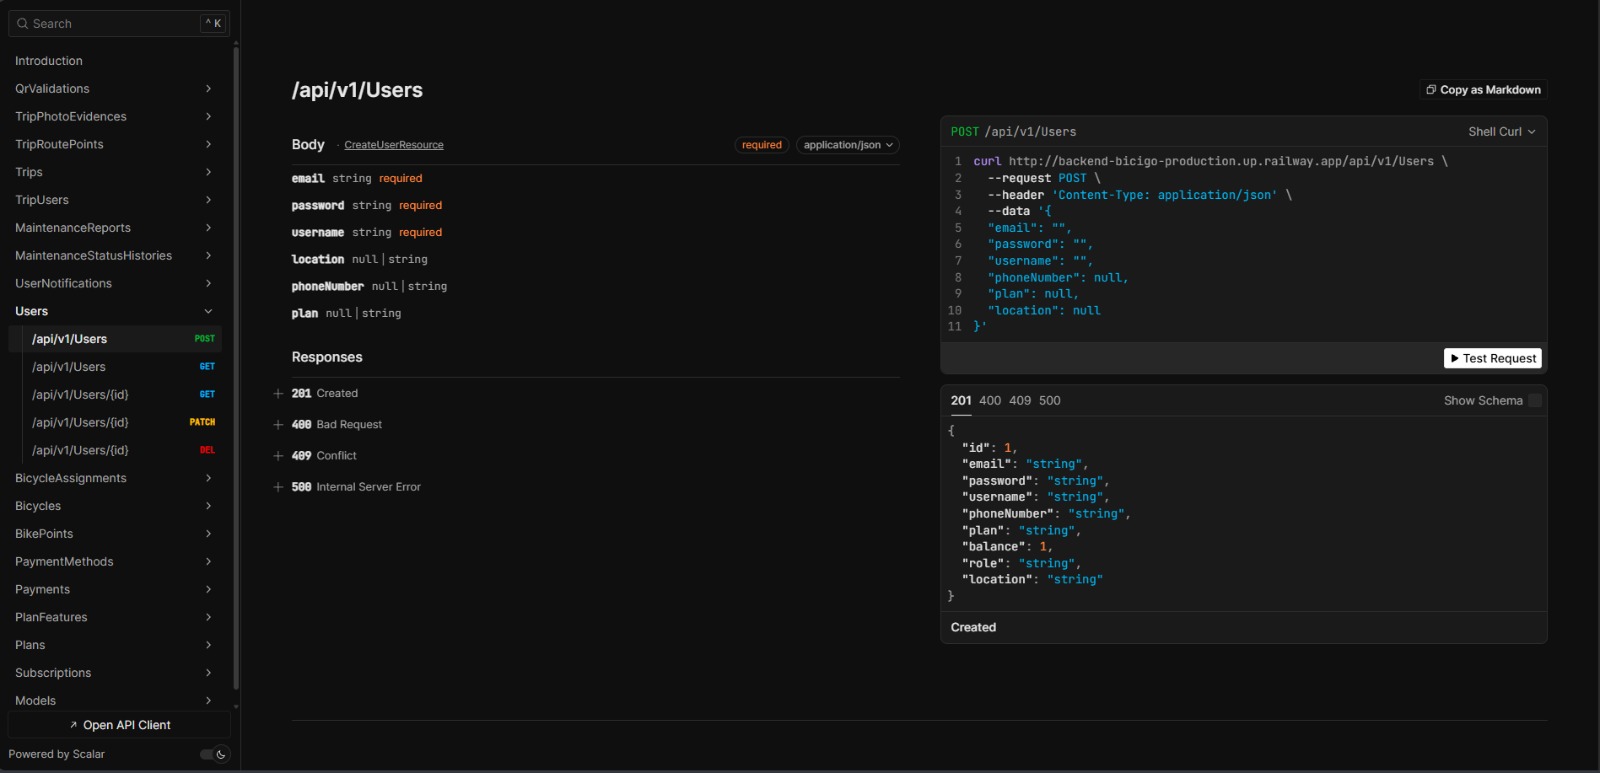 Search
^ K
Introduction
QrValidations
TripPhotoEvidences
TripRoutePoints
Trips
TripUsers
MaintenanceReports
MaintenanceStatusHistories
UserNotifications
Users
/api/v1/Users POST
/api/v1/Users GET
/api/v1/Users/{id} GET
/api/v1/Users/{id} PATCH
/api/v1/Users/{id} DEL
BicycleAssignments
Bicycles
BikePoints
PaymentMethods
Payments
PlanFeatures
Plans
Subscriptions
Models
Open API Client
Powered by Scalar
/api/v1/Users
Body · CreateUserResource required application/json
email string required
password string required
username string required
location null | string
phoneNumber null | string
plan null | string
Responses
201 Created
400 Bad Request
409 Conflict
500 Internal Server Error
Copy as Markdown
POST /api/v1/Users Shell Curl
1 curl http://backend-bicigo-production.up.railway.app/api/v1/Users \
2 --request POST \
3 --header 'Content-Type: application/json' \
4 --data '{
5 "email": "",
6 "password": "",
7 "username": "",
8 "phoneNumber": null,
9 "plan": null,
10 "location": null
11 }'
Test Request
201 400 409 500 Show Schema
{
"id": 1,
"email": "string",
"password": "string",
"username": "string",
"phoneNumber": "string",
"plan": "string",
"balance": 1,
"role": "string",
"location": "string"
}
Created